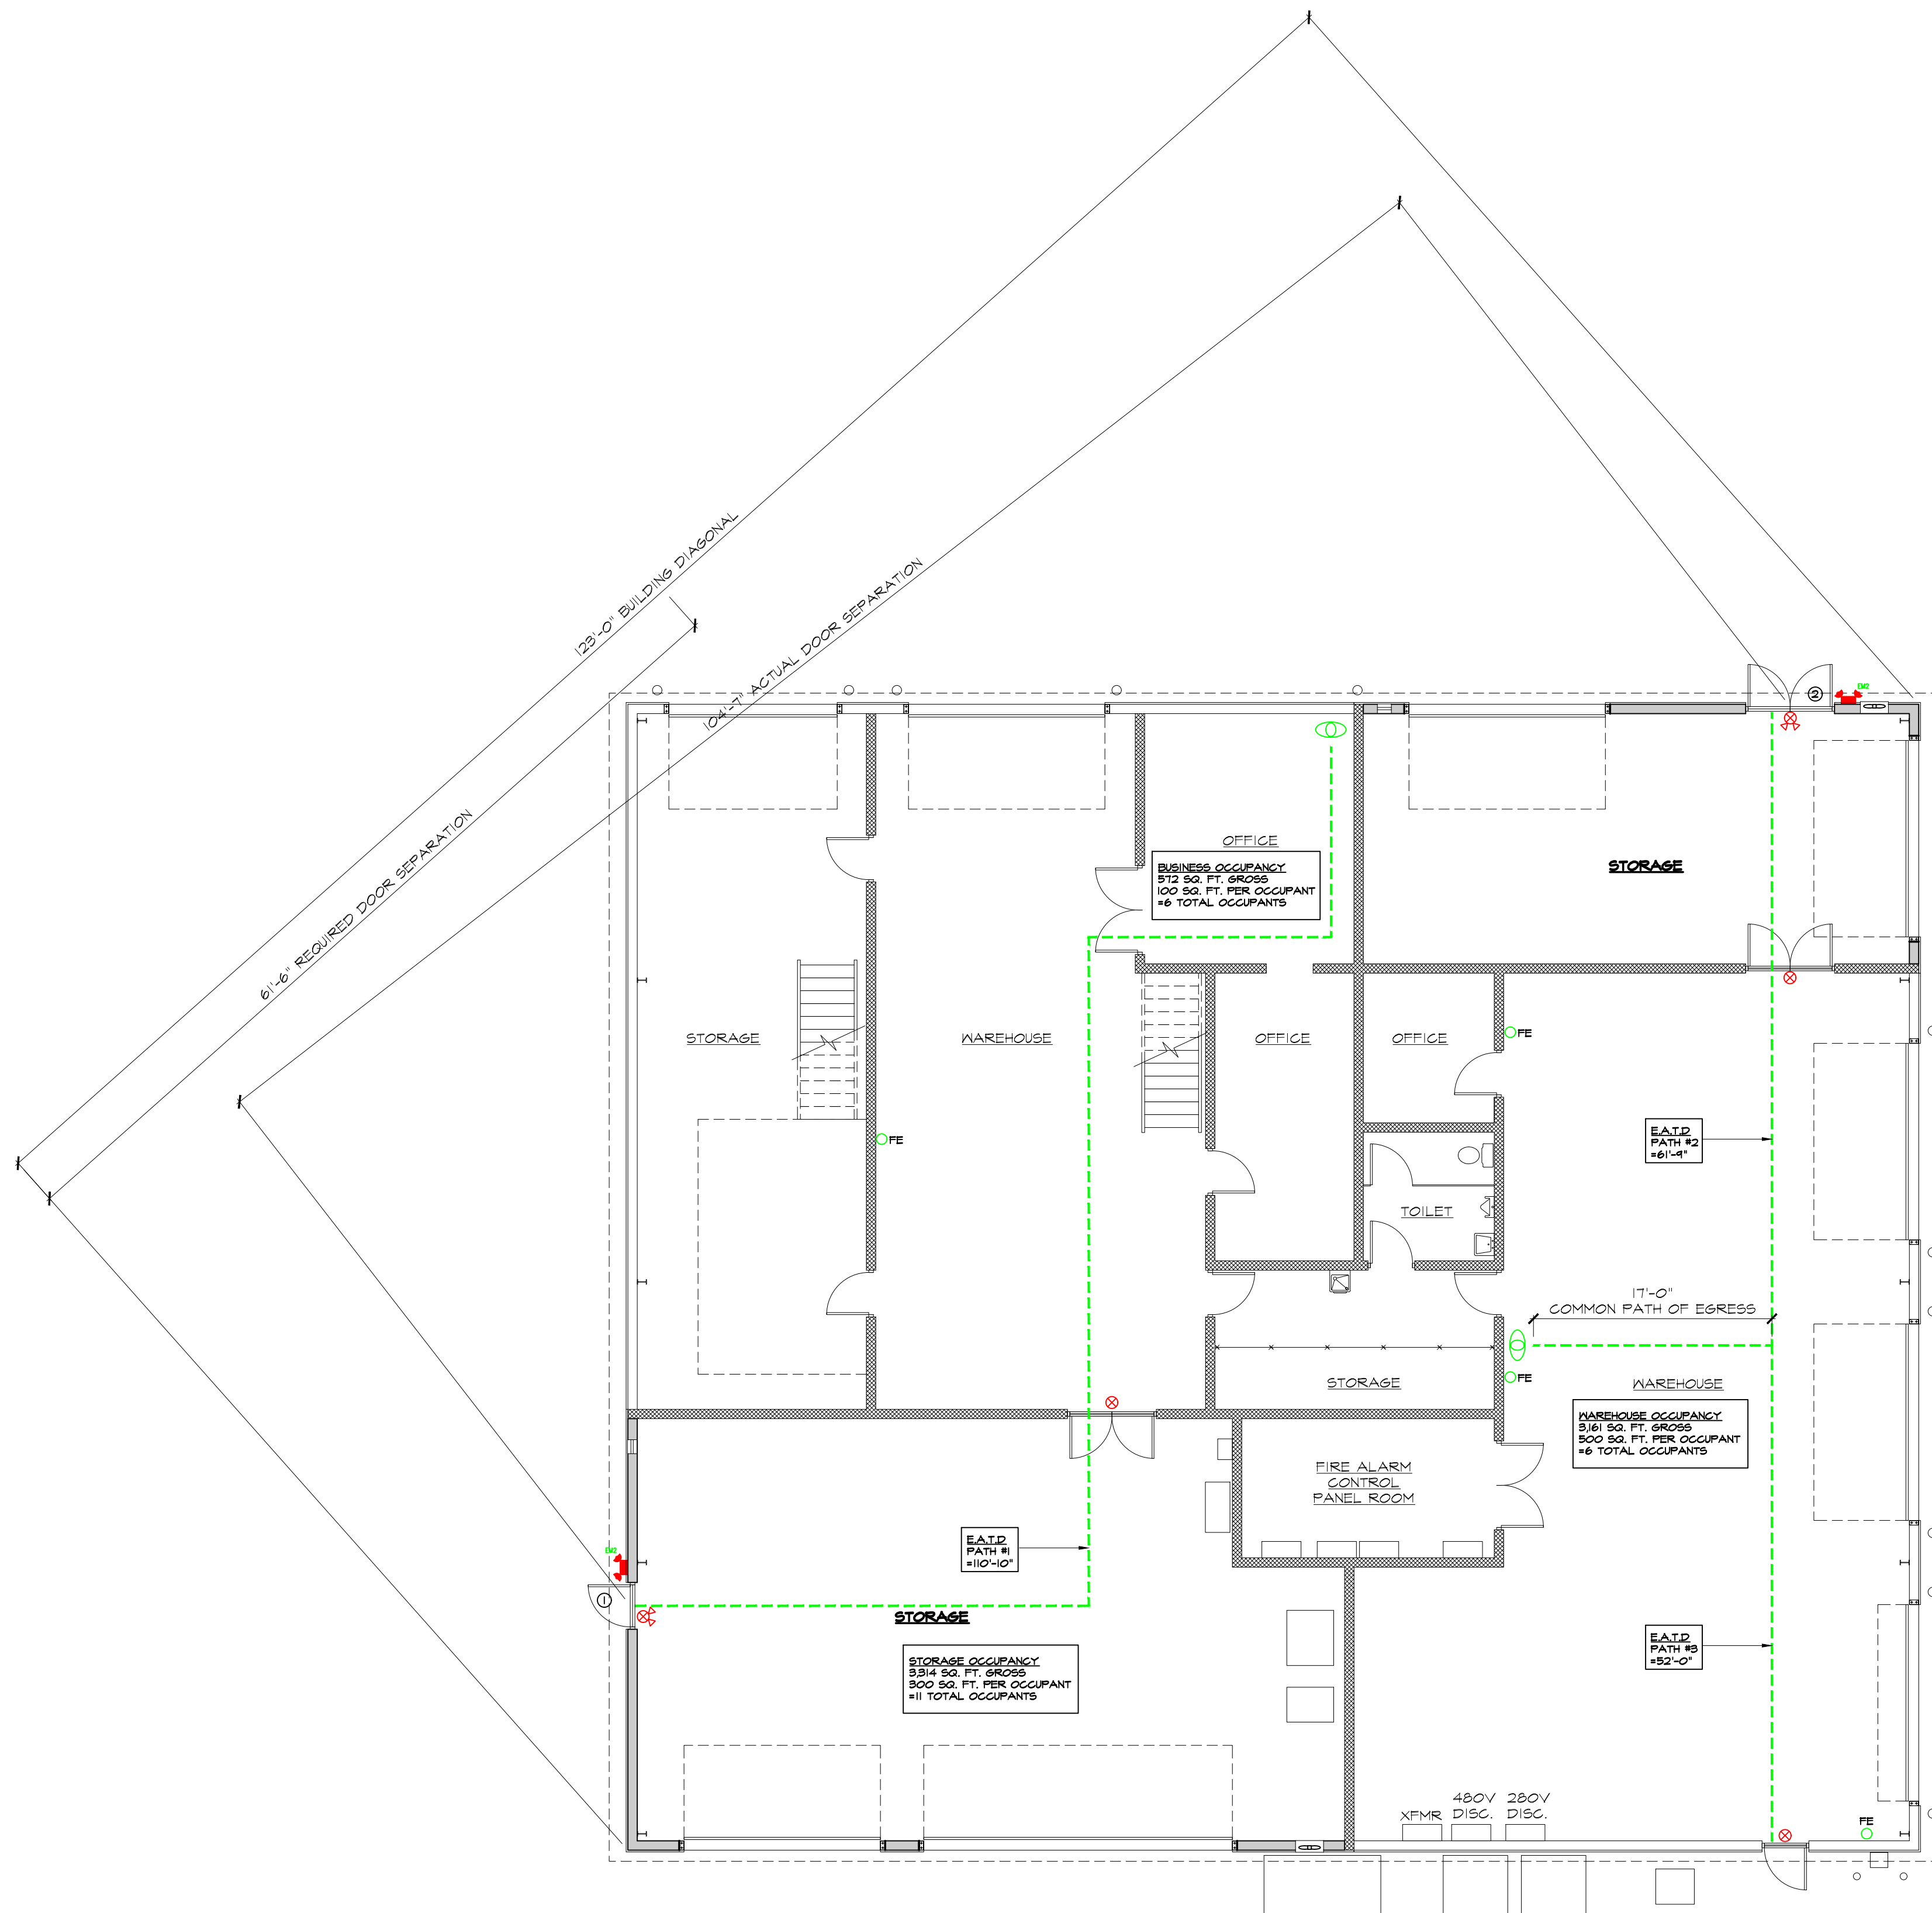 123'-0" BUILDING DIAGONAL
104'-7" ACTUAL DOOR SEPARATION
61'-6" REQUIRED DOOR SEPARATION
2
EM2
OFFICE
BUSINESS OCCUPANCY
572 SQ. FT. GROSS
100 SQ. FT. PER OCCUPANT
=6 TOTAL OCCUPANTS
STORAGE
STORAGE
WAREHOUSE
OFFICE
OFFICE
FE
FE
E.A.T.D
PATH #2
=61'-9"
TOILET
17'-0"
COMMON PATH OF EGRESS
FE
STORAGE
WAREHOUSE
WAREHOUSE OCCUPANCY
3,161 SQ. FT. GROSS
500 SQ. FT. PER OCCUPANT
=6 TOTAL OCCUPANTS
FIRE ALARM
CONTROL
PANEL ROOM
E.A.T.D
PATH #1
=110'-10"
EM2
1
STORAGE
STORAGE OCCUPANCY
3,314 SQ. FT. GROSS
300 SQ. FT. PER OCCUPANT
=11 TOTAL OCCUPANTS
E.A.T.D
PATH #3
=52'-0"
XFMR
480V
DISC.
280V
DISC.
FE